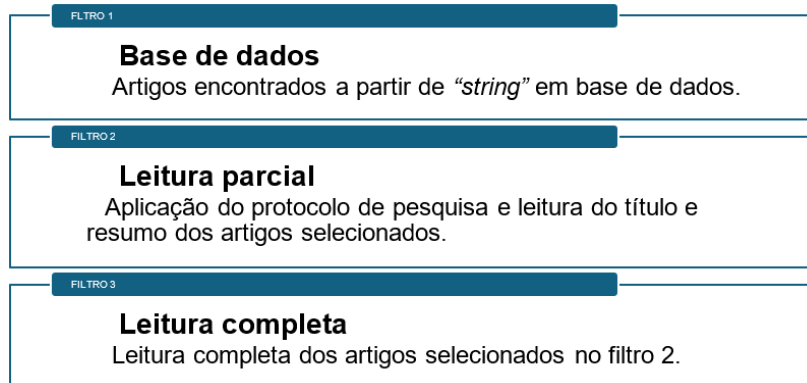 FLTRO 1
Base de dados
Artigos encontrados a partir de “string” em base de dados.
FILTRO 2
Leitura parcial
Aplicação do protocolo de pesquisa e leitura do título e
resumo dos artigos selecionados.
FILTRO 3
Leitura completa
Leitura completa dos artigos selecionados no filtro 2.